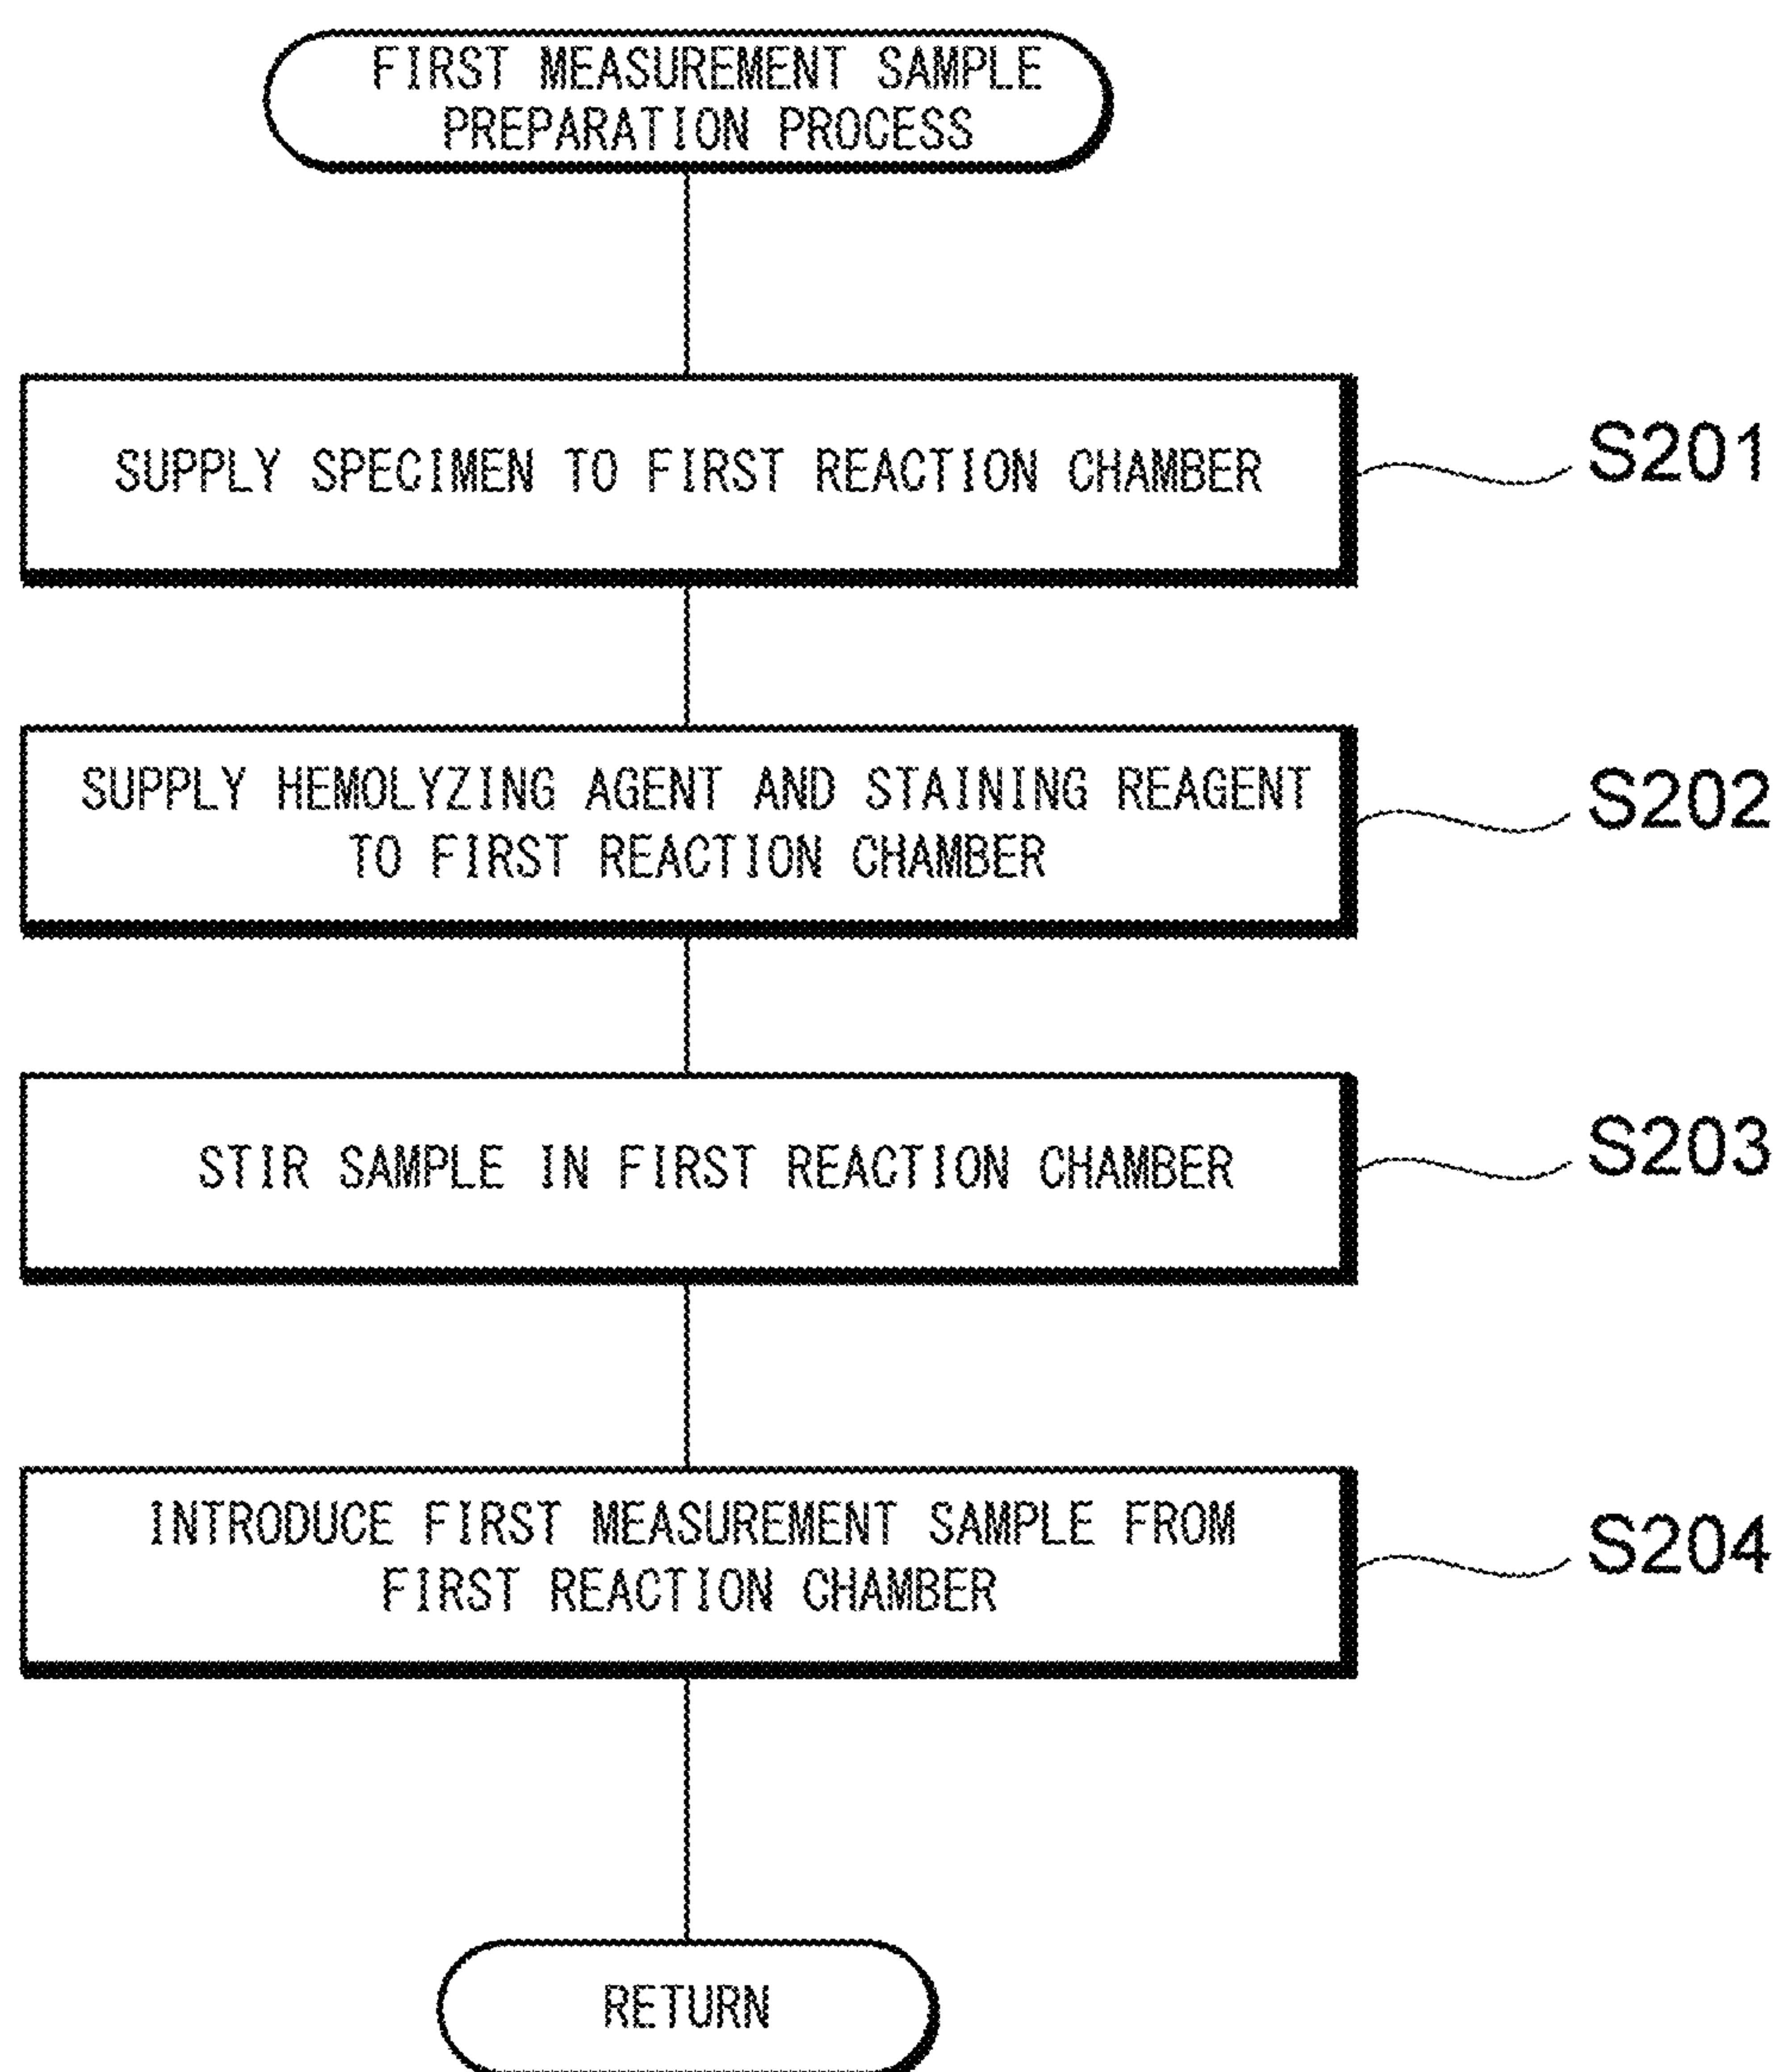 FIRST MEASUREMENT SAMPLE
PREPARATION PROCESS
SUPPLY SPECIMEN TO FIRST REACTION CHAMBER
S201
SUPPLY HEMOLYZING AGENT AND STAINING REAGENT
TO FIRST REACTION CHAMBER
S202
STIR SAMPLE IN FIRST REACTION CHAMBER
S203
INTRODUCE FIRST MEASUREMENT SAMPLE FROM
FIRST REACTION CHAMBER
S204
RETURN